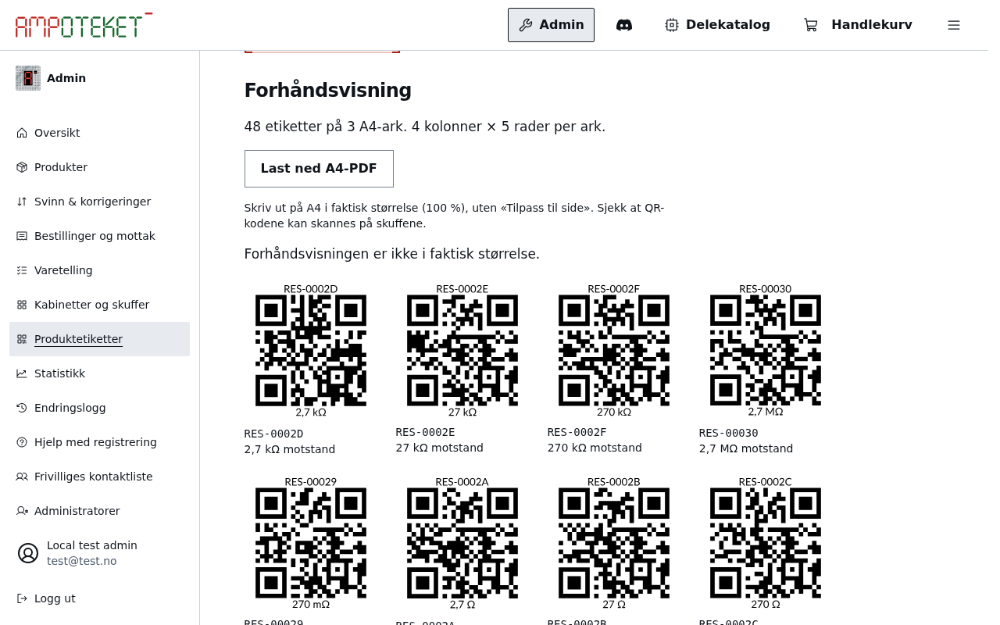 AMPOTEKET
Admin
Delekatalog
Handlekurv
Admin
Oversikt
Produkter
Svinn & korrigeringer
Bestillinger og mottak
Varetelling
Kabinetter og skuffer
Produktetiketter
Statistikk
Endringslogg
Hjelp med registrering
Frivilliges kontaktliste
Administratorer
Local test admin
test@test.no
Logg ut
Forhåndsvisning
48 etiketter på 3 A4-ark. 4 kolonner × 5 rader per ark.
Last ned A4-PDF
Skriv ut på A4 i faktisk størrelse (100 %), uten «Tilpass til side». Sjekk at QR-
kodene kan skannes på skuffene.
Forhåndsvisningen er ikke i faktisk størrelse.
RES-0002D
2,7 kΩ
RES-0002D
2,7 kΩ motstand
RES-0002E
27 kΩ
RES-0002E
27 kΩ motstand
RES-0002F
270 kΩ
RES-0002F
270 kΩ motstand
RES-00030
2,7 MΩ
RES-00030
2,7 MΩ motstand
RES-00029
270 mΩ
RES-00029
RES-0002A
2,7 Ω
RES-0002A
RES-0002B
27 Ω
RES-0002B
RES-0002C
270 Ω
RES-0002C